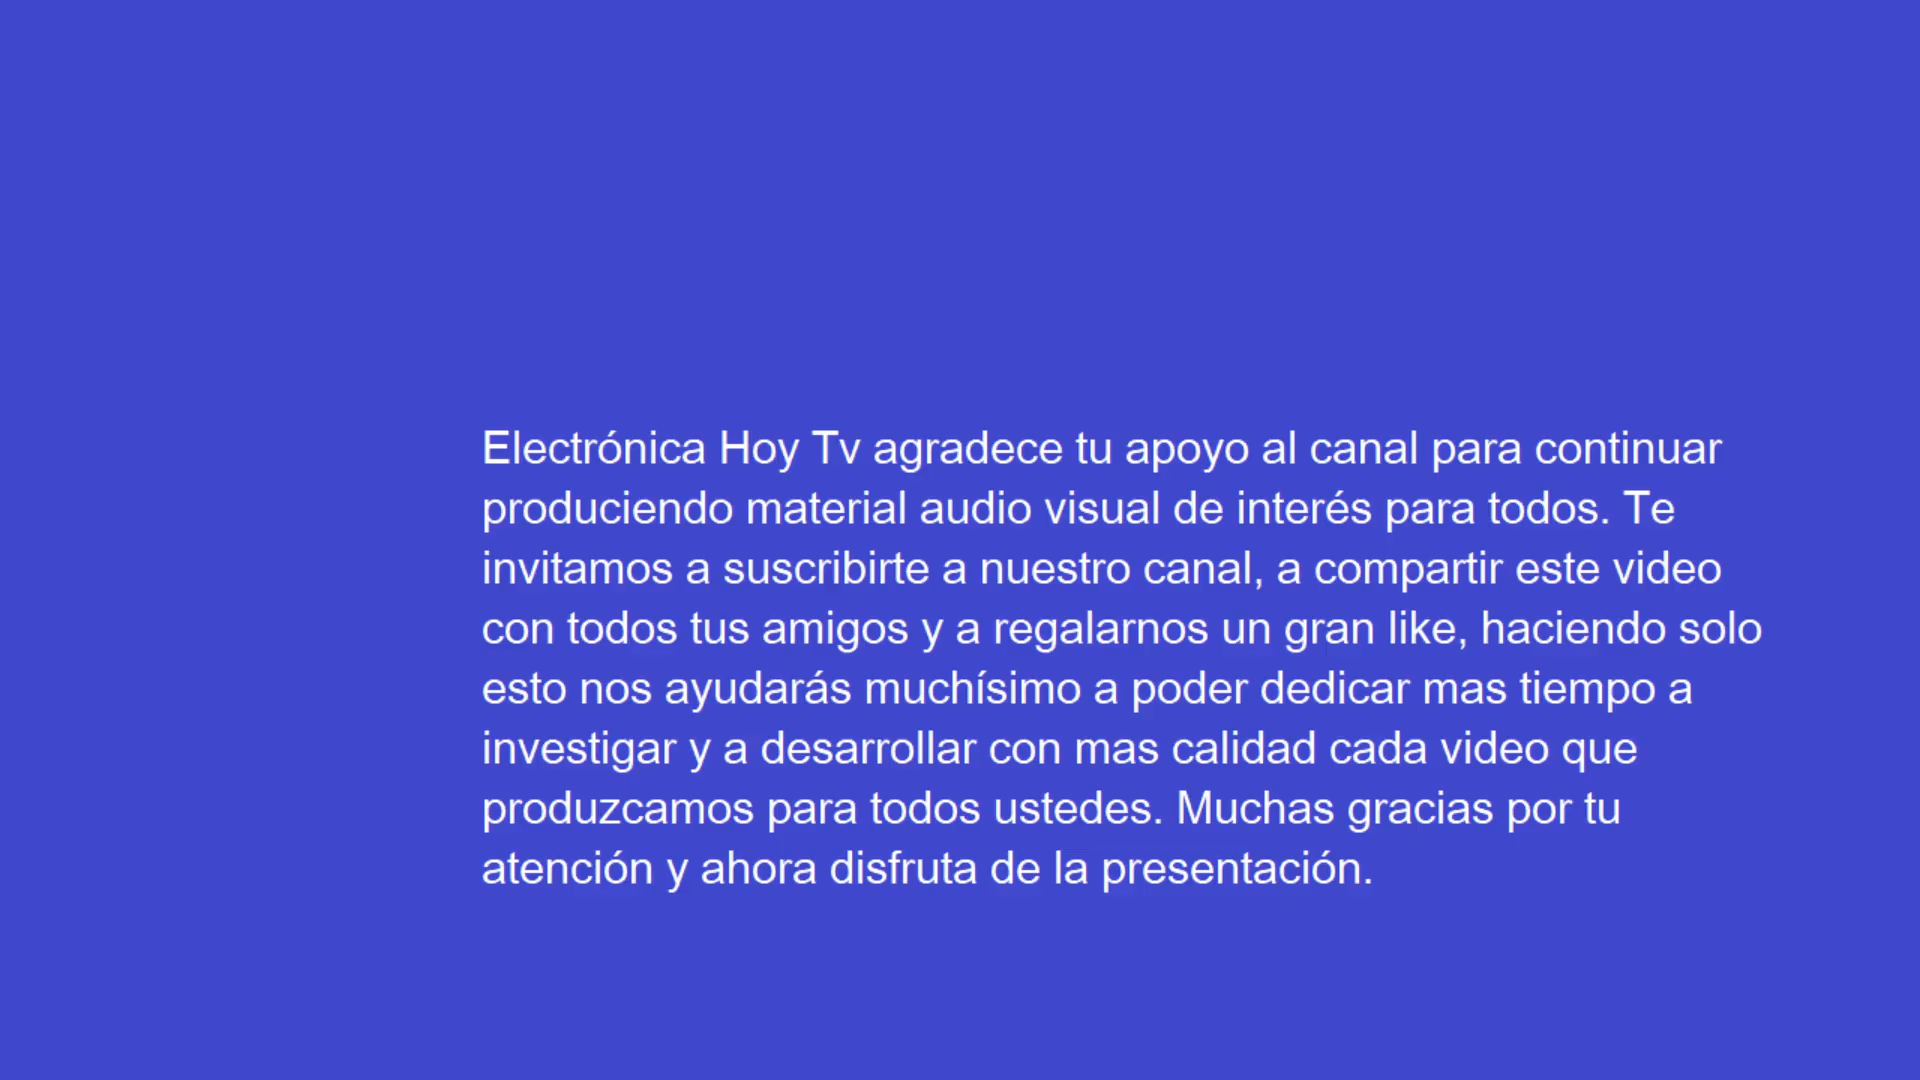 Electrónica Hoy Tv agradece tu apoyo al canal para continuar
produciendo material audio visual de interés para todos. Te
invitamos a suscribirte a nuestro canal, a compartir este video
con todos tus amigos y a regalarnos un gran like, haciendo solo
esto nos ayudarás muchísimo a poder dedicar mas tiempo a
investigar y a desarrollar con mas calidad cada video que
produzcamos para todos ustedes. Muchas gracias por tu
atención y ahora disfruta de la presentación.